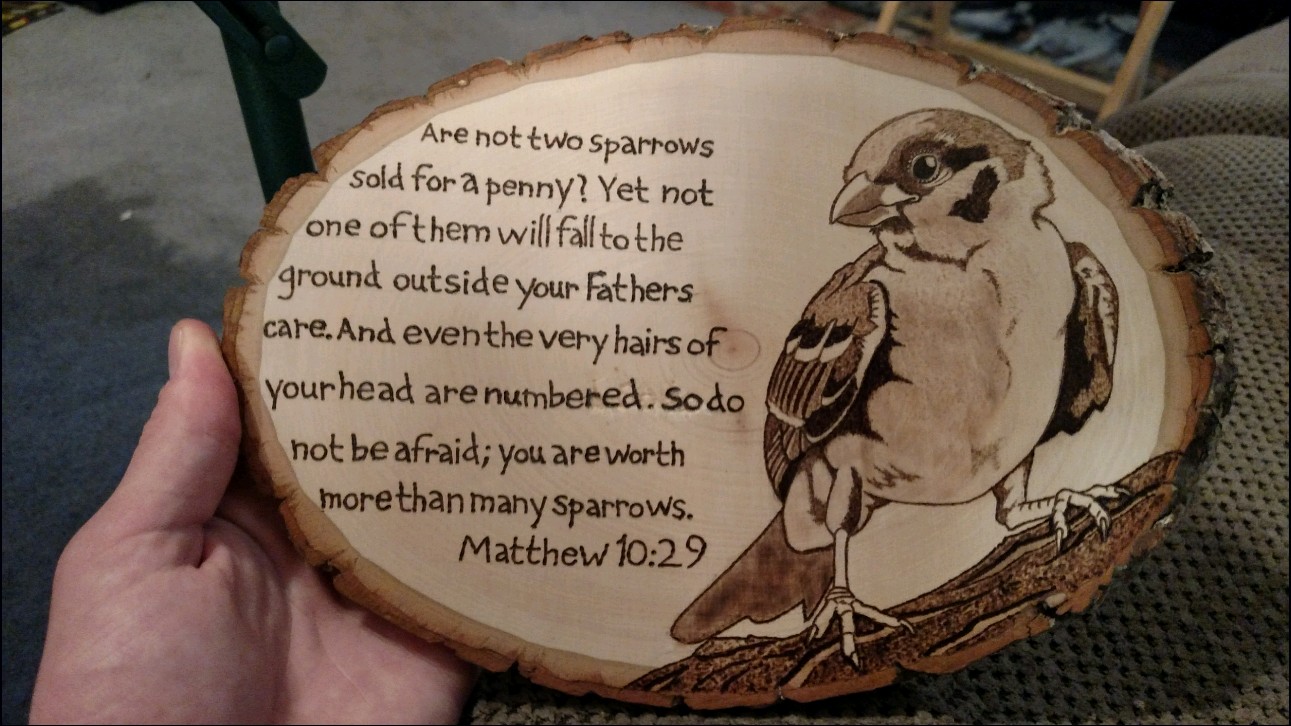 Are not two sparrows
sold for a penny? Yet not
one of them will fall to the
ground outside your Fathers
care. And even the very hairs of
your head are numbered. So do
not be afraid; you are worth
more than many sparrows.
Matthew 10:29